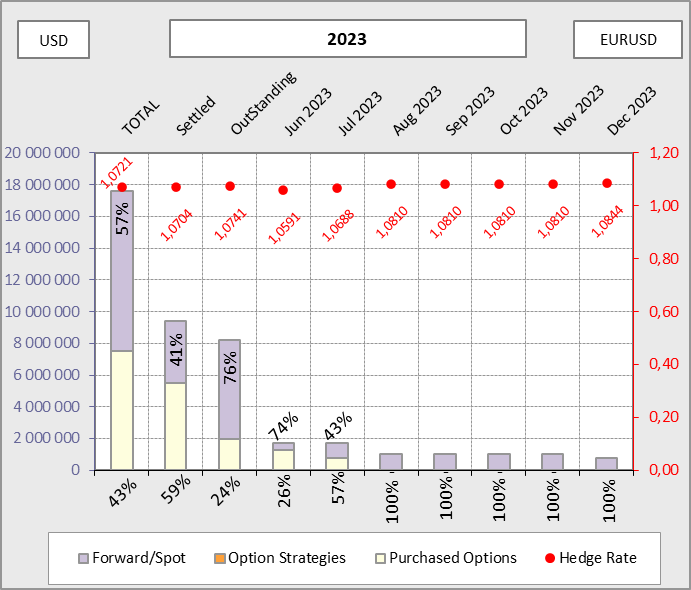 USD
2023
EURUSD
TOTAL
Settled
OutStanding
Jun 2023
Jul 2023
Aug 2023
Sep 2023
Oct 2023
Nov 2023
Dec 2023
20 000 000
18 000 000
16 000 000
14 000 000
12 000 000
10 000 000
8 000 000
6 000 000
4 000 000
2 000 000
0
1,20
1,00
0,80
0,60
0,40
0,20
0,00
1,0721
1,0704
1,0741
1,0591
1,0688
1,0810
1,0810
1,0810
1,0810
1,0844
57%
41%
76%
74%
43%
43%
59%
24%
26%
57%
100%
100%
100%
100%
100%
Forward/Spot Option Strategies Purchased Options Hedge Rate